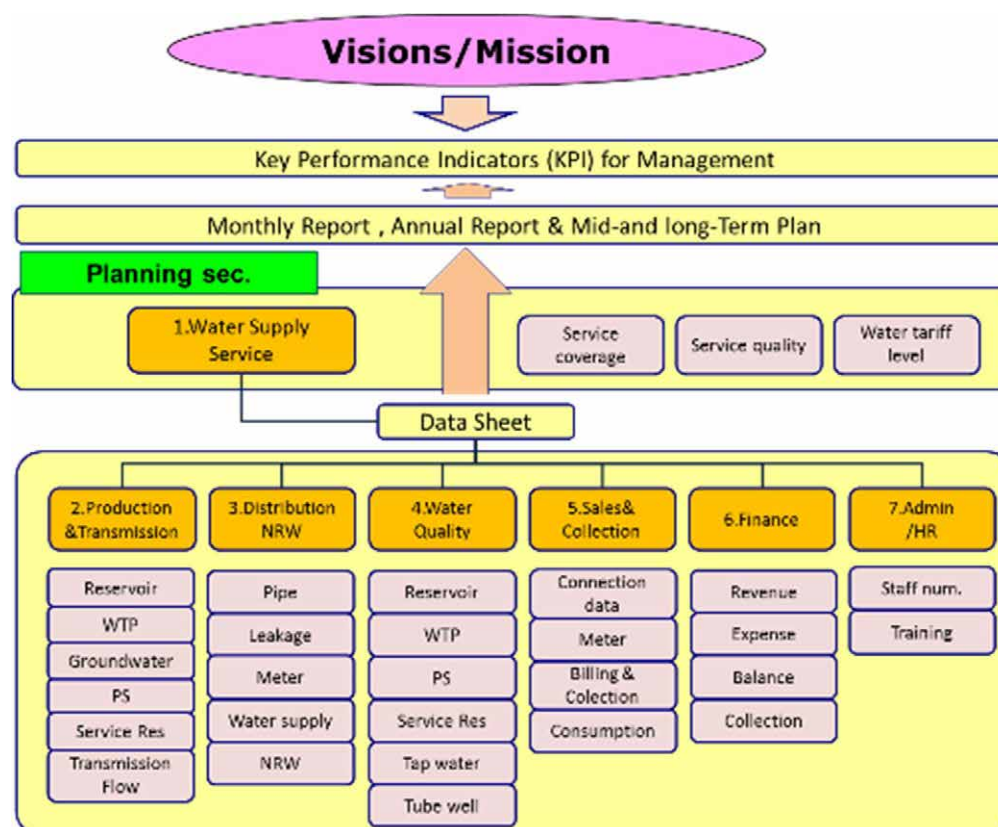 Visions/Mission
Key Performance Indicators (KPI) for Management
Monthly Report , Annual Report & Mid-and long-Term Plan
Planning sec.
1.Water Supply
Service
Service
coverage
Service quality
Water tariff
level
Data Sheet
2.Production
&Transmission
3.Distribution
NRW
4.Water
Quality
5.Sales&
Collection
6.Finance
7.Admin
/HR
Reservoir
WTP
Groundwater
PS
Service Res
Transmission
Flow
Pipe
Leakage
Meter
Water supply
NRW
Reservoir
WTP
PS
Service Res
Tap water
Tube well
Connection
data
Meter
Billing &
Colection
Consumption
Revenue
Expense
Balance
Collection
Staff num.
Training